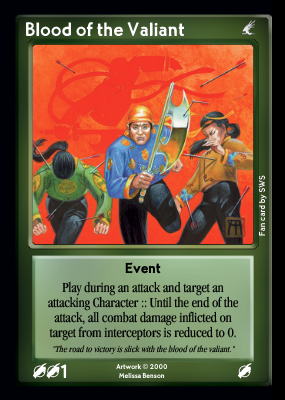 Blood of the Valiant
Fan card by SWS
Event
Play during an attack and target an
attacking Character :: Until the end of the
attack, all combat damage inflicted on
target from interceptors is reduced to 0.
"The road to victory is slick with the blood of the valiant."
001
Artwork © 2000
Melissa Benson
0